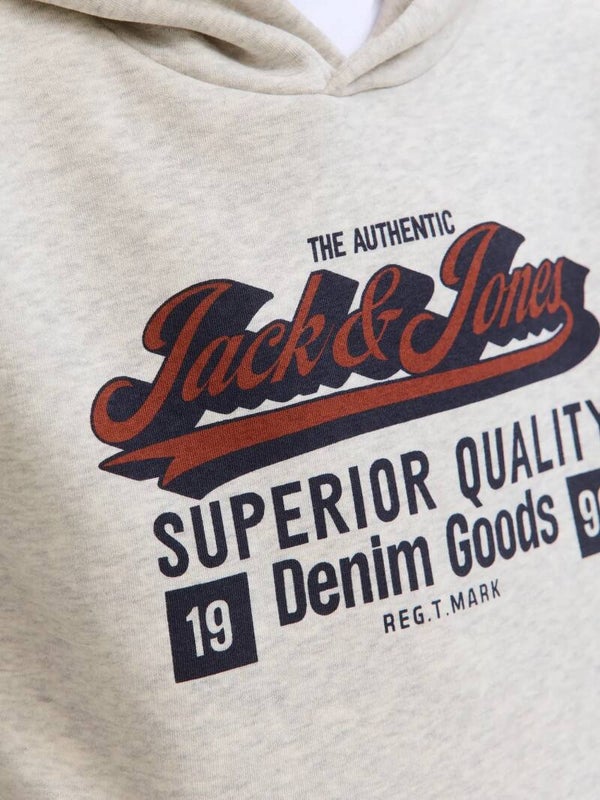 THE AUTHENTIC
Jack & Jones
SUPERIOR QUALITY
19 Denim Goods
REG.T.MARK